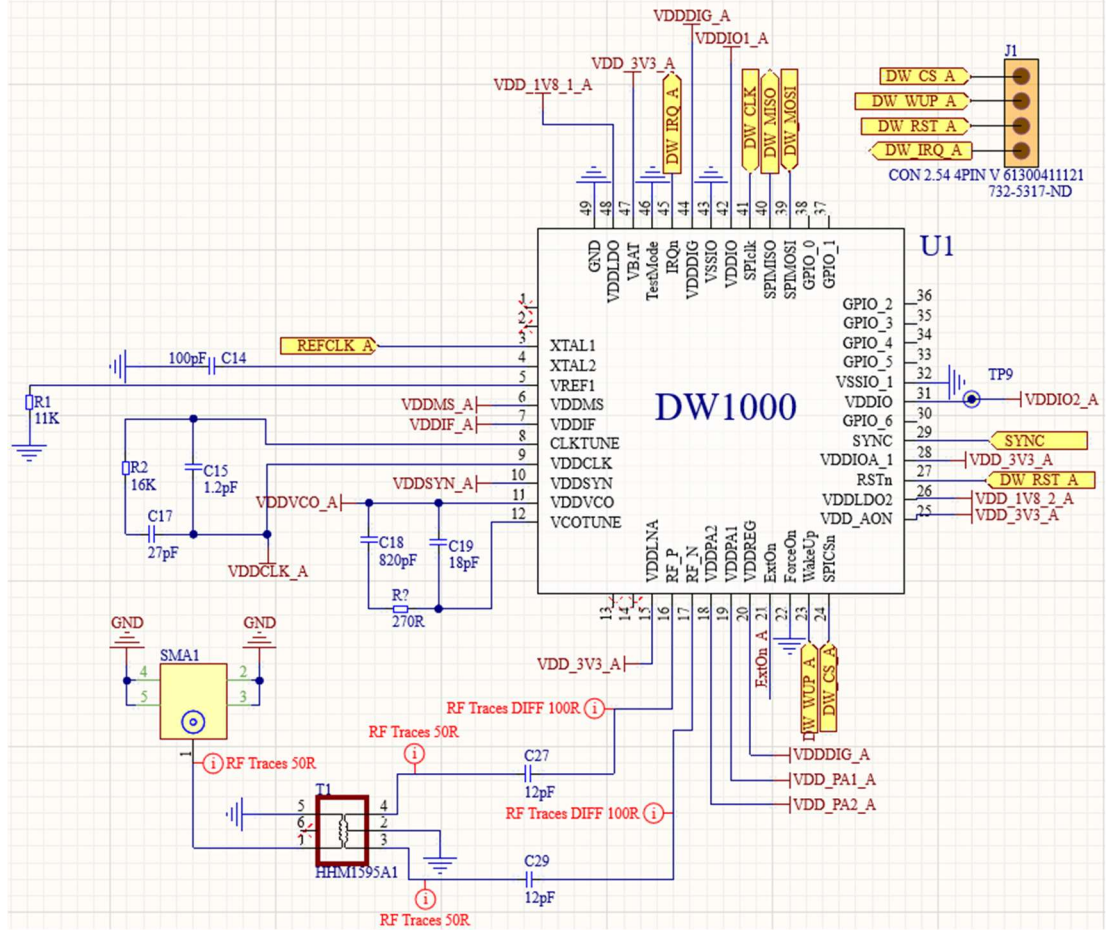 VDDDIG_A
VDDIO1_A
VDD_3V3_A
VDD_1V8_1_A
DW_IRQ_A
DW_CLK
DW_MISO
DW_MOSI
J1
DW_CS_A
DW_WUP_A
DW_RST_A
DW_IRQ_A
CON 2.54 4PIN V 61300411121
732-5317-ND
49
48
47
46
45
44
43
42
41
40
39
38
37
GND
VDDLDO
VBAT
TestMode
IRQn
VDDDIG
VSSIO
VDDIO
SPIclk
SPIMISO
SPIMOSI
GPIO_0
GPIO_1
U1
1
2
REFCLK_A
3 XTAL1
100pF C14
4 XTAL2
5 VREF1
R1
11K
VDDMS_A 6 VDDMS
VDDIF_A 7 VDDIF
8 CLKTUNE
9 VDDCLK
VDDSYN_A 10 VDDSYN
VDDVCO_A 11 VDDVCO
12 VCOTUNE
R2
16K
C15
1.2pF
C17
27pF
VDDCLK_A
C18
820pF
C19
18pF
R?
270R
DW1000
GPIO_2 36
GPIO_3 35
GPIO_4 34
GPIO_5 33
VSSIO_1 32
VDDIO 31
TP9
VDDIO2_A
GPIO_6 30
SYNC 29 SYNC
VDDIOA_1 28 VDD_3V3_A
RSTn 27 DW_RST_A
VDDLDO2 26 VDD_1V8_2_A
VDD_AON 25 VDD_3V3_A
VDDLNA
RF_P
RF_N
VDDPA2
VDDPA1
VDDREG
ExtOn
ForceOn
WakeUp
SPICSn
13
14
15
16
17
18
19
20
21
22
23
24
VDD_3V3_A
ExtOn_A
DW_WUP_A
DW_CS_A
VDDDIG_A
VDD_PA1_A
VDD_PA2_A
GND
GND
SMA1
4
5
2
3
1
RF Traces 50R
RF Traces DIFF 100R
RF Traces 50R
C27
12pF
RF Traces DIFF 100R
T1
5
6
1
4
2
3
HHM1595A1
C29
12pF
RF Traces 50R